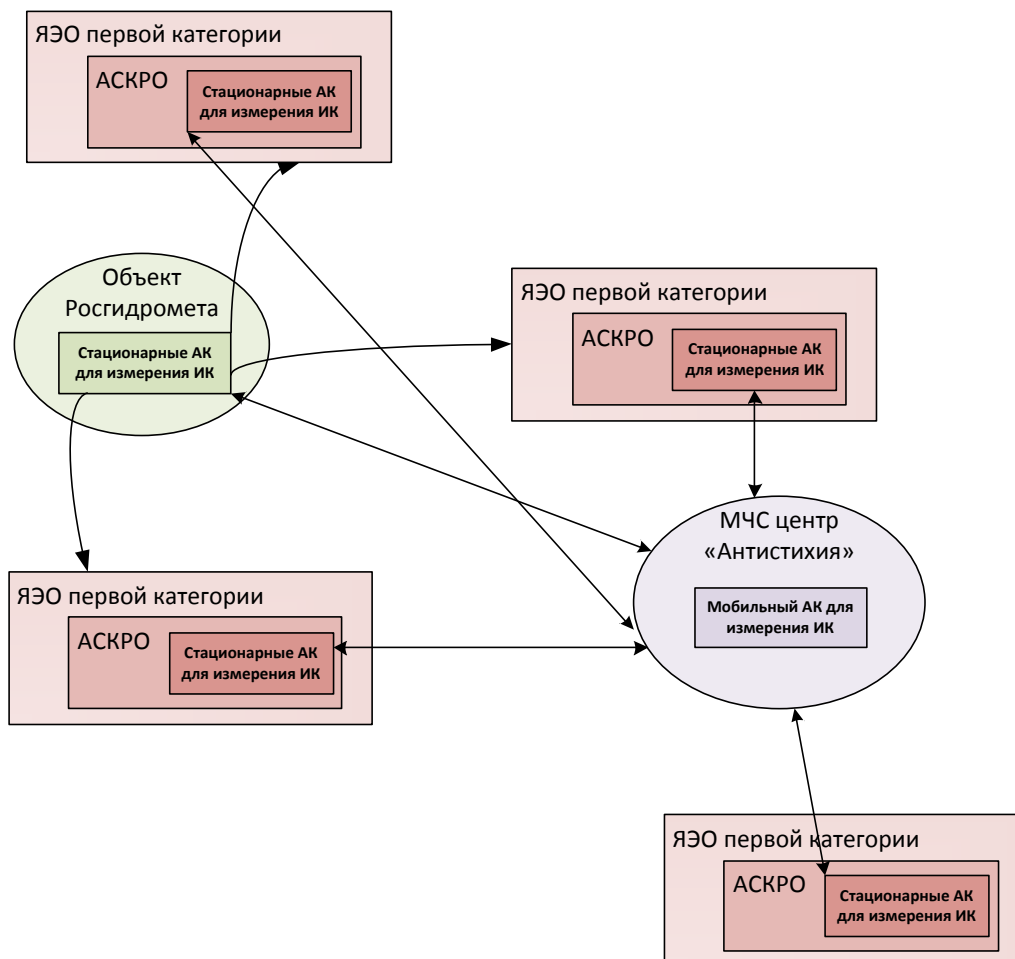 ЯЭО первой категории
АСКРО
Стационарные АК
для измерения ИК
Объект
Росгидромета
Стационарные АК
для измерения ИК
ЯЭО первой категории
АСКРО
Стационарные АК
для измерения ИК
МЧС центр
«Антистихия»
Мобильный АК для
измерения ИК
ЯЭО первой категории
АСКРО
Стационарные АК
для измерения ИК
ЯЭО первой категории
АСКРО
Стационарные АК
для измерения ИК